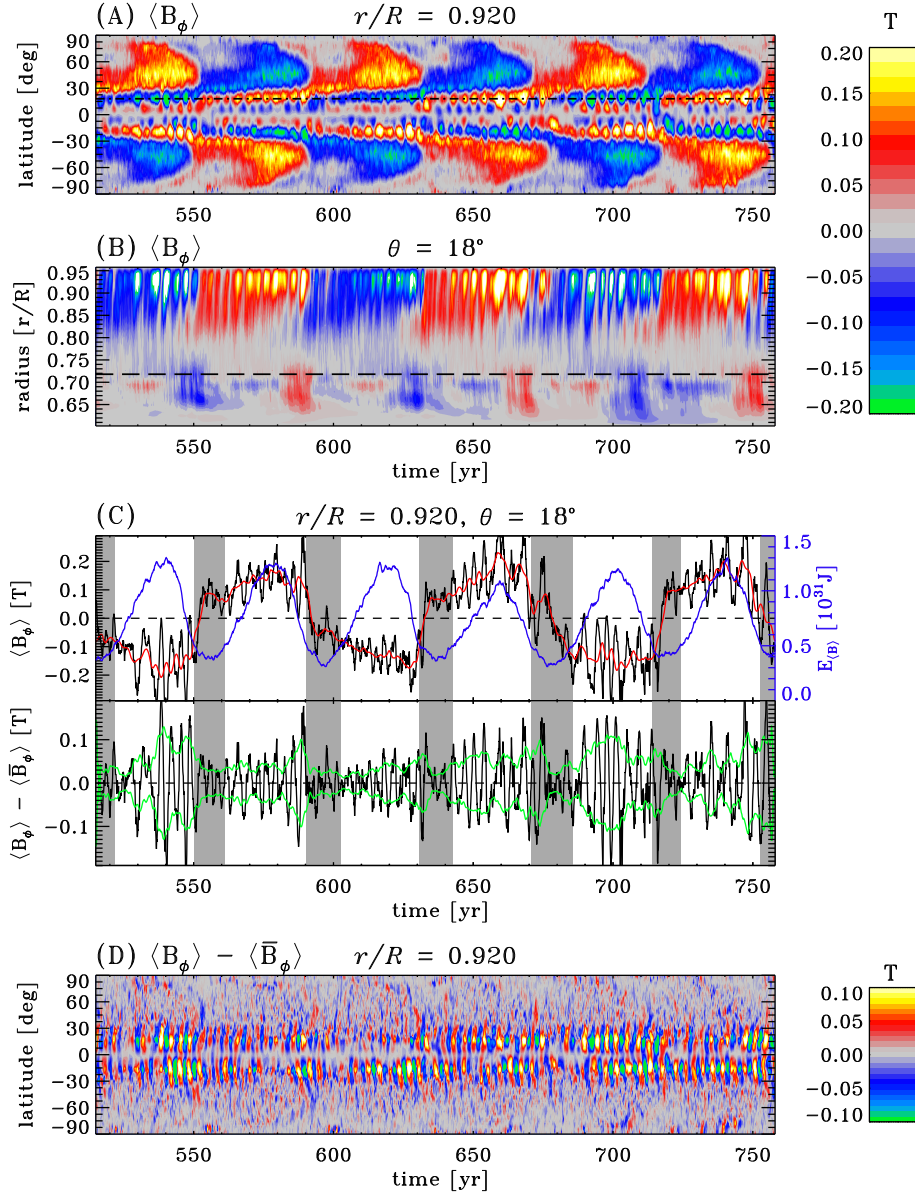 (A) ⟨B_ϕ⟩ r/R = 0.920
T
latitude [deg]
90
60
30
0
−30
−60
−90
550 600 650 700 750
0.20
0.15
0.10
0.05
0.00
−0.05
−0.10
−0.15
−0.20
(B) ⟨B_ϕ⟩ θ = 18°
radius [r/R]
0.95
0.90
0.85
0.80
0.75
0.70
0.65
550 600 650 700 750
time [yr]
(C) r/R = 0.920, θ = 18°
⟨B_ϕ⟩ [T]
0.2
0.1
0.0
−0.1
−0.2
1.5
1.0
0.5
0.0
E_⟨B⟩ [10³¹J]
⟨B_ϕ⟩ − ⟨B̅_ϕ⟩ [T]
0.1
0.0
−0.1
550 600 650 700 750
time [yr]
(D) ⟨B_ϕ⟩ − ⟨B̅_ϕ⟩ r/R = 0.920
T
latitude [deg]
90
60
30
0
−30
−60
−90
550 600 650 700 750
time [yr]
0.10
0.05
0.00
−0.05
−0.10